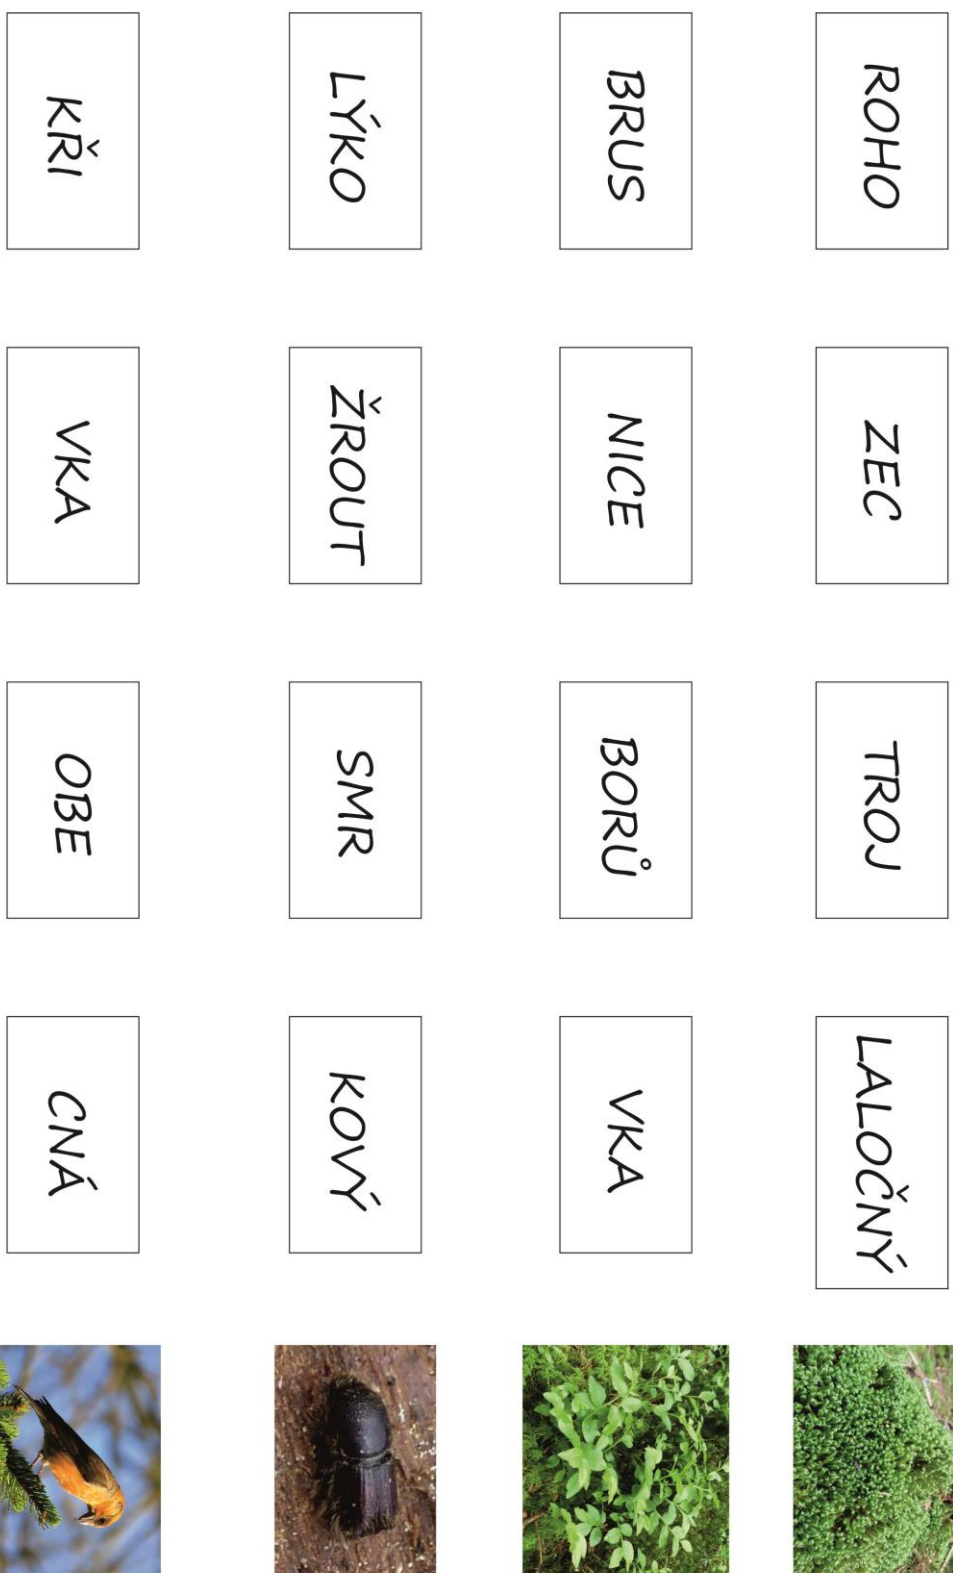 ROHO ZEC TROJ LALOČNÝ
BRUS NICE BORŮ VKA
LÝKO ŽROUT SMR KOVÝ
KŘI VKA OBE CNÁ